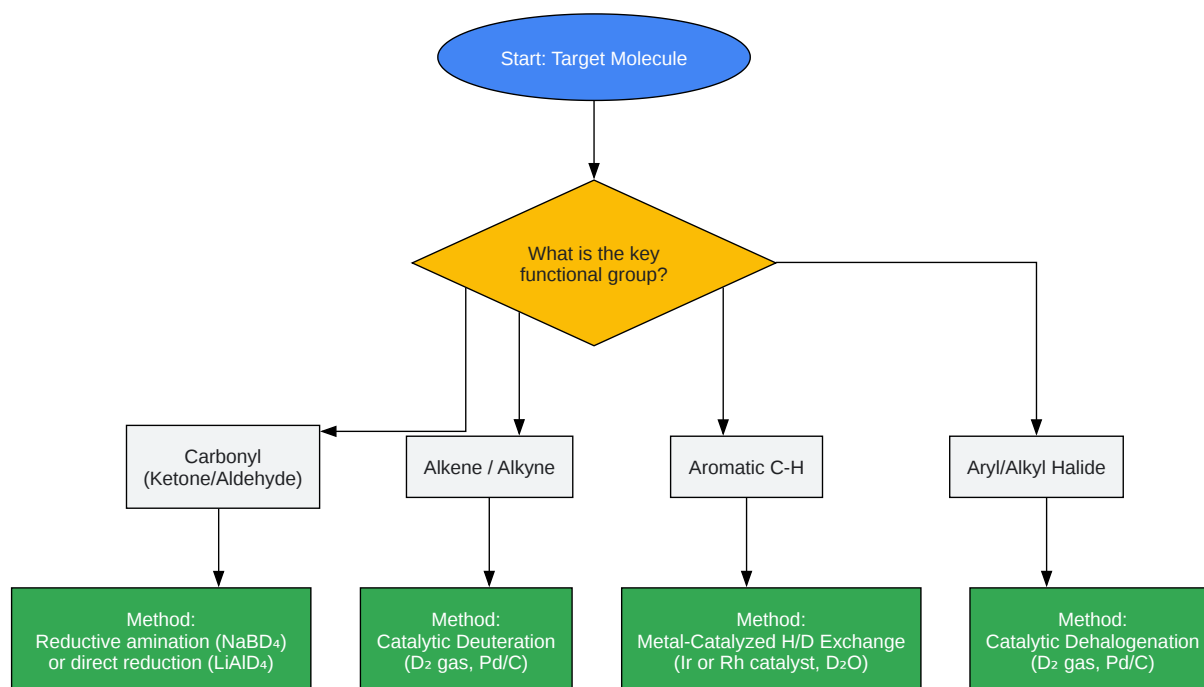 Start: Target Molecule
What is the key
functional group?
Carbonyl
(Ketone/Aldehyde)
Alkene / Alkyne
Aromatic C-H
Aryl/Alkyl Halide
Method:
Reductive amination (NaBD₄)
or direct reduction (LiAlD₄)
Method:
Catalytic Deuteration
(D₂ gas, Pd/C)
Method:
Metal-Catalyzed H/D Exchange
(Ir or Rh catalyst, D₂O)
Method:
Catalytic Dehalogenation
(D₂ gas, Pd/C)